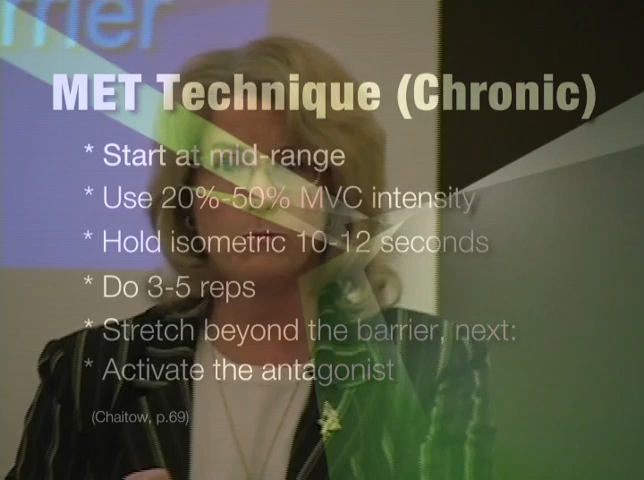 rrier
MET Technique (Chronic)
* Start at mid-range
* Use 20%-50% MVC intensity
* Hold isometric 10-12 seconds
* Do 3-5 reps
* Stretch beyond the barrier, next:
* Activate the antagonist
(Chaitow, p.69)